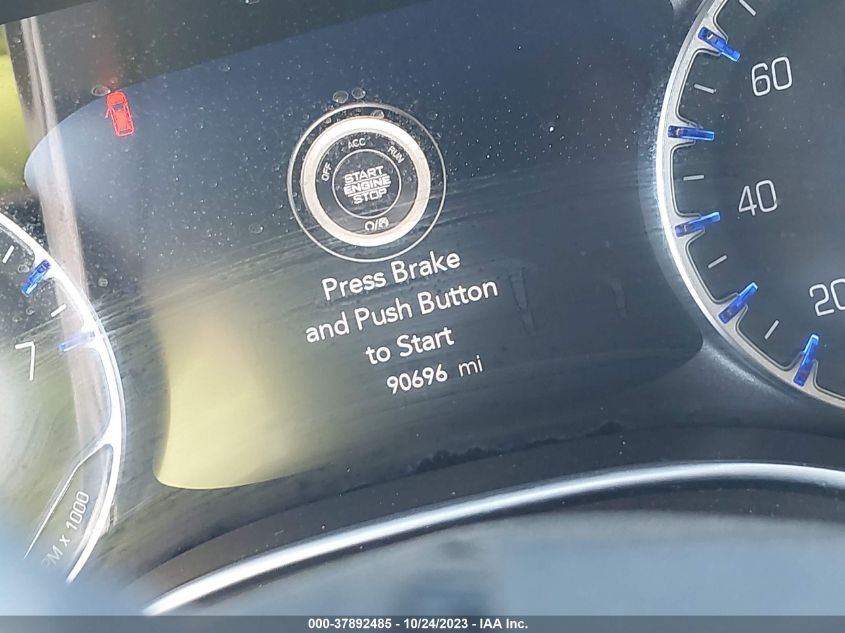 OFF ACC RUN
START
ENGINE
STOP
Press Brake
and Push Button
to Start
90696 mi
60
40
20
7
PM x 1000
000-37892485 - 10/24/2023 - IAA Inc.